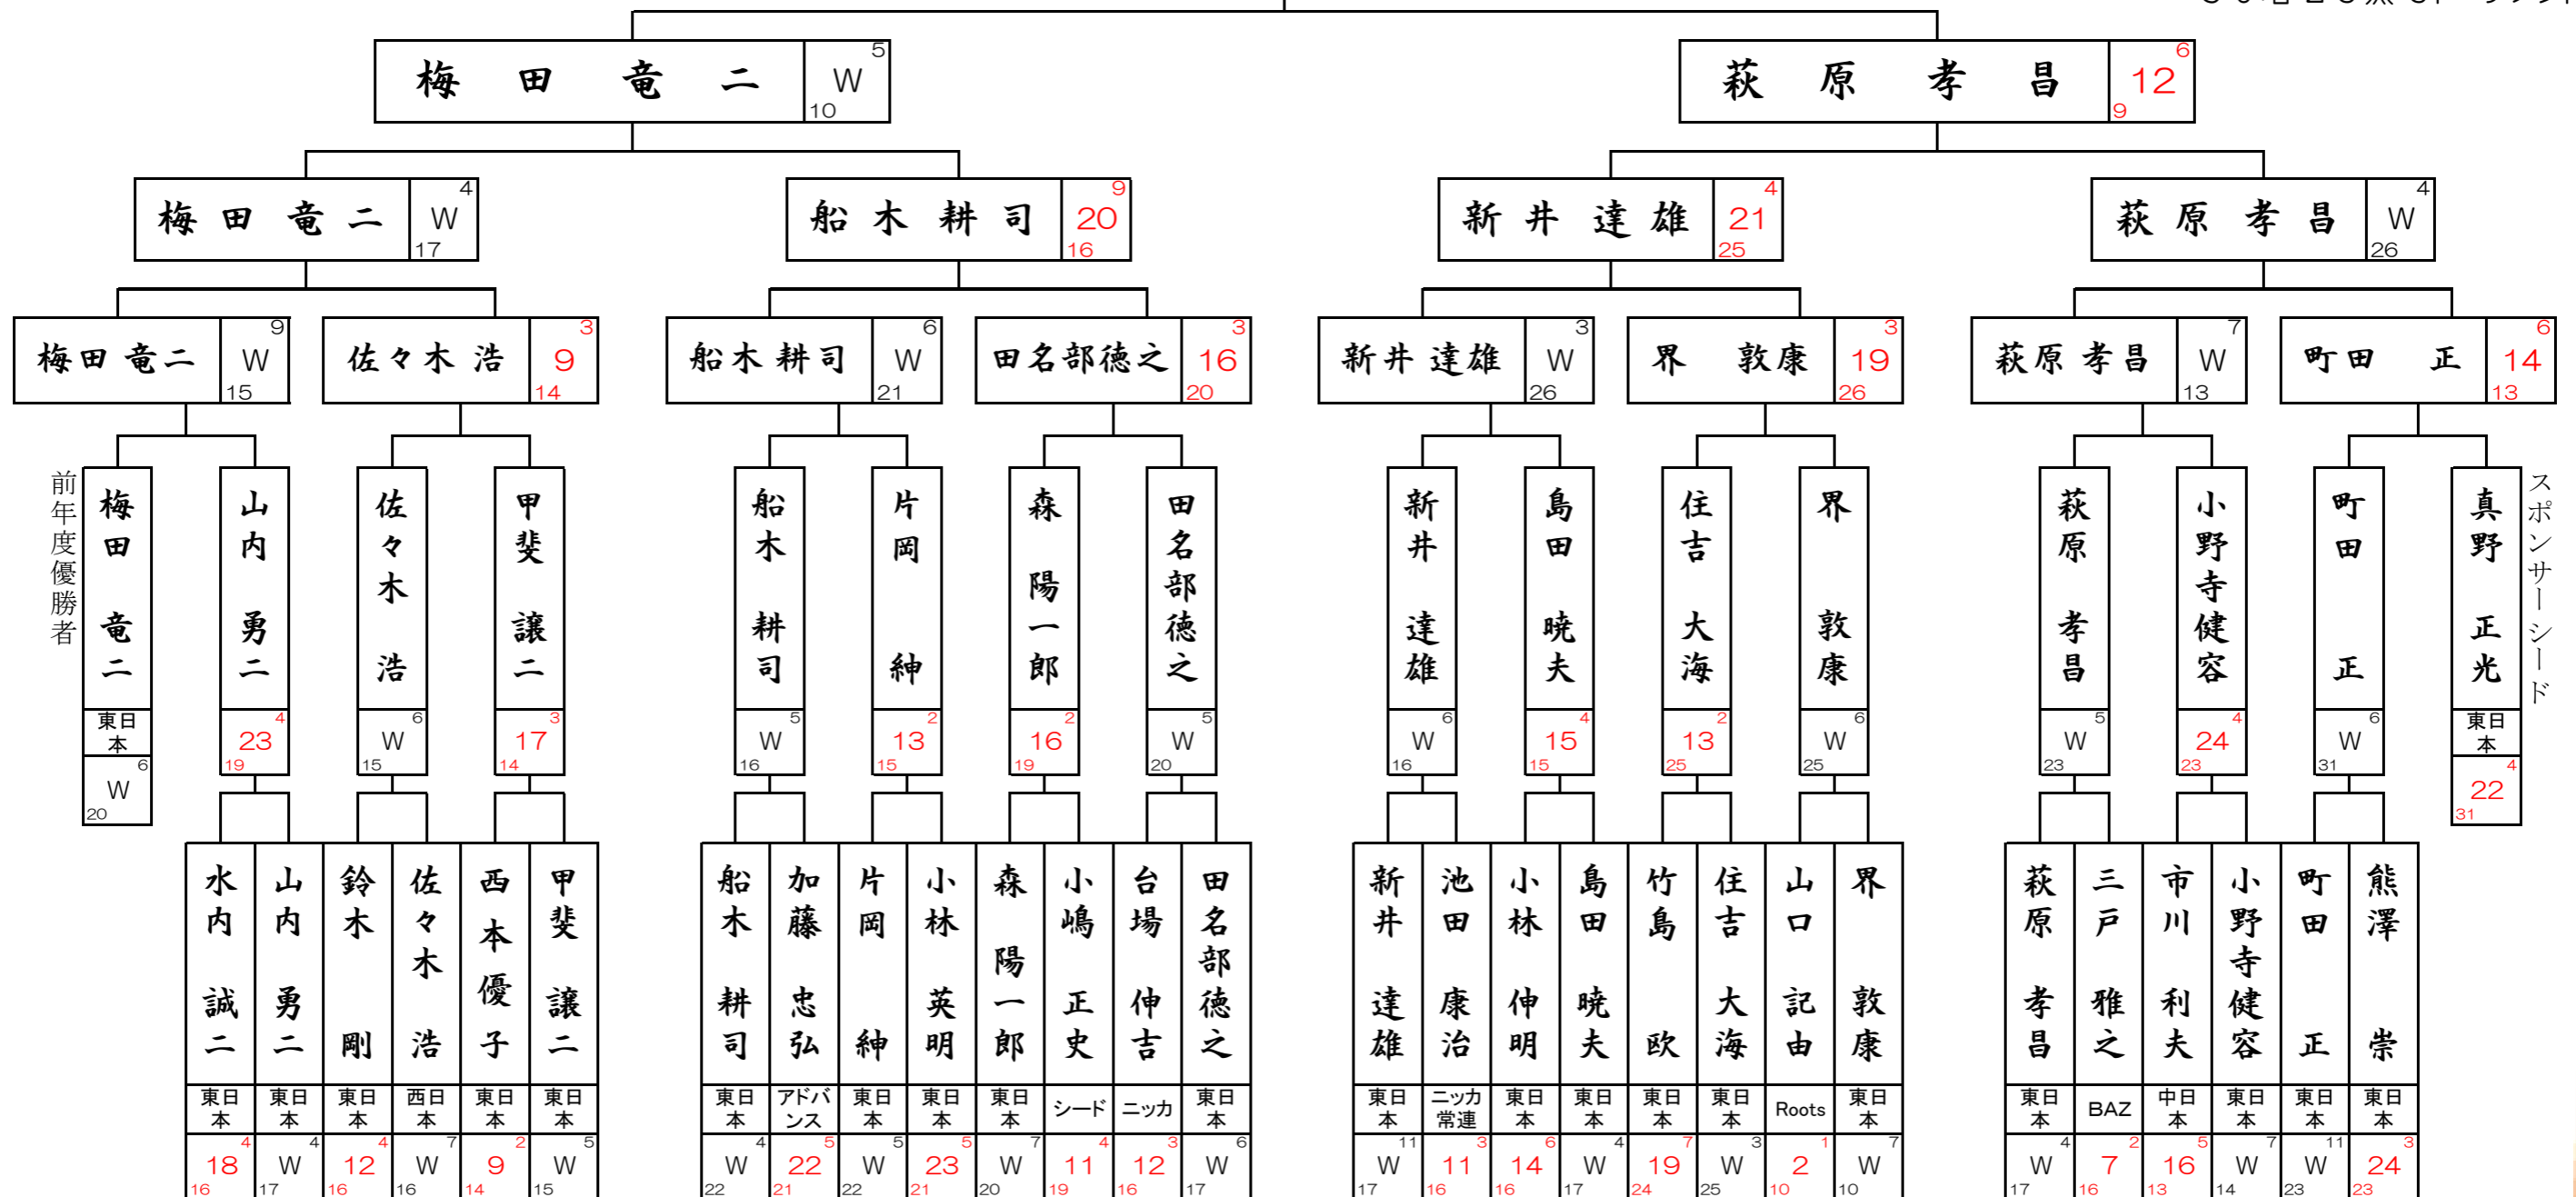 梅田竜二 W 5 10
萩原孝昌 12 6 9
梅田竜二 W 4 17
船木耕司 20 9 16
新井達雄 21 4 25
萩原孝昌 W 4 26
梅田竜二 W 9 15
佐々木浩 9 3 14
船木耕司 W 6 21
田名部徳之 16 3 20
新井達雄 W 3 26
界 敦康 19 3 26
萩原孝昌 W 7 13
町田 正 14 6 13
前年度優勝者
梅田 竜二 東日本 W 6 20
山内 勇二 23 4 19
佐々木 浩 W 6 15
甲斐 譲二 17 3 14
船木 耕司 W 5 16
片岡 紳 13 2 15
森 陽一郎 16 2 19
田名部徳之 W 5 20
新井 達雄 W 6 16
島田 暁夫 15 4 15
住吉 大海 13 2 25
界 敦康 W 6 25
萩原 孝昌 W 5 23
小野寺健容 24 4 23
町田 正 W 6 31
真野 正光 東日本 22 4 31
スポンサーシード
水内 誠二 東日本 18 4 16
山内 勇二 東日本 W 4 17
鈴木 剛 東日本 12 4 16
佐々木 浩 西日本 W 7 16
西本優子 東日本 9 2 14
甲斐 譲二 東日本 W 5 15
船木 耕司 東日本 W 4 22
加藤 忠弘 アドバンス 22 5 21
片岡 紳 東日本 W 5 22
小林 英明 東日本 23 5 21
森 陽一郎 東日本 W 7 20
小嶋 正史 シード 11 4 19
台場 伸吉 ニッカ 12 3 16
田名部徳之 東日本 W 6 17
新井 達雄 東日本 W 11 17
池田 康治 ニッカ常連 11 3 16
小林 伸明 東日本 14 6 16
島田 暁夫 東日本 W 4 17
竹島 欧 東日本 19 7 24
住吉 大海 東日本 W 3 25
山口 記由 Roots 2 1 10
界 敦康 東日本 W 7 10
萩原 孝昌 東日本 W 4 17
三戸 雅之 BAZ 7 2 16
市川 利夫 中日本 16 5 13
小野寺健容 東日本 W 7 14
町田 正 東日本 W 11 23
熊澤 崇 東日本 24 3 23